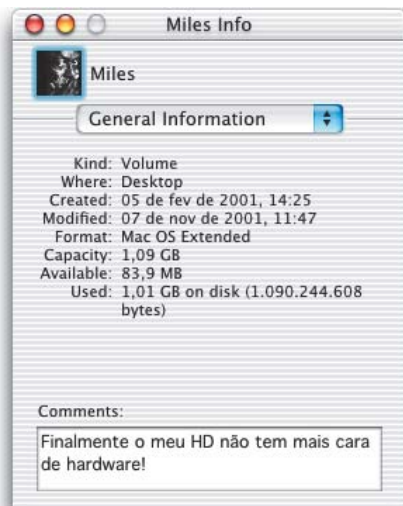 Miles Info
Miles
General Information
Kind: Volume
Where: Desktop
Created: 05 de fev de 2001, 14:25
Modified: 07 de nov de 2001, 11:47
Format: Mac OS Extended
Capacity: 1,09 GB
Available: 83,9 MB
Used: 1,01 GB on disk (1.090.244.608
bytes)
Comments:
Finalmente o meu HD não tem mais cara
de hardware!